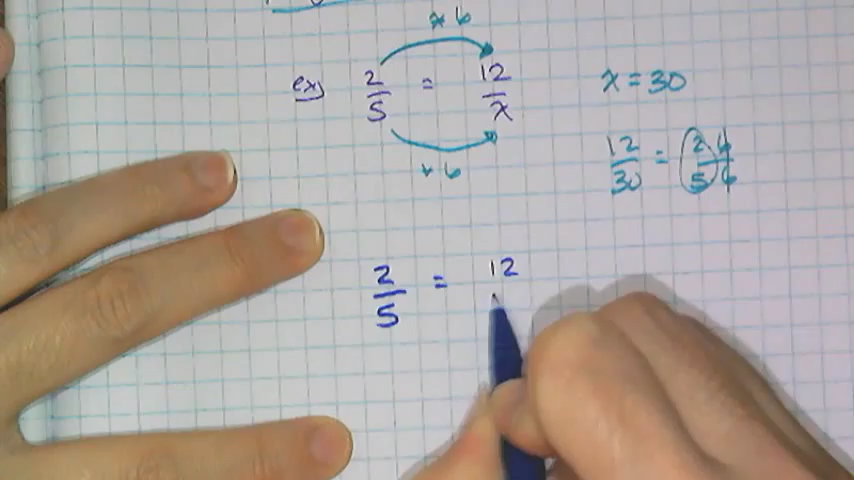 × 6
ex) 2/5 = 12/x
× 6
x = 30
12/30 = 2·6/5·6
2/5 = 12